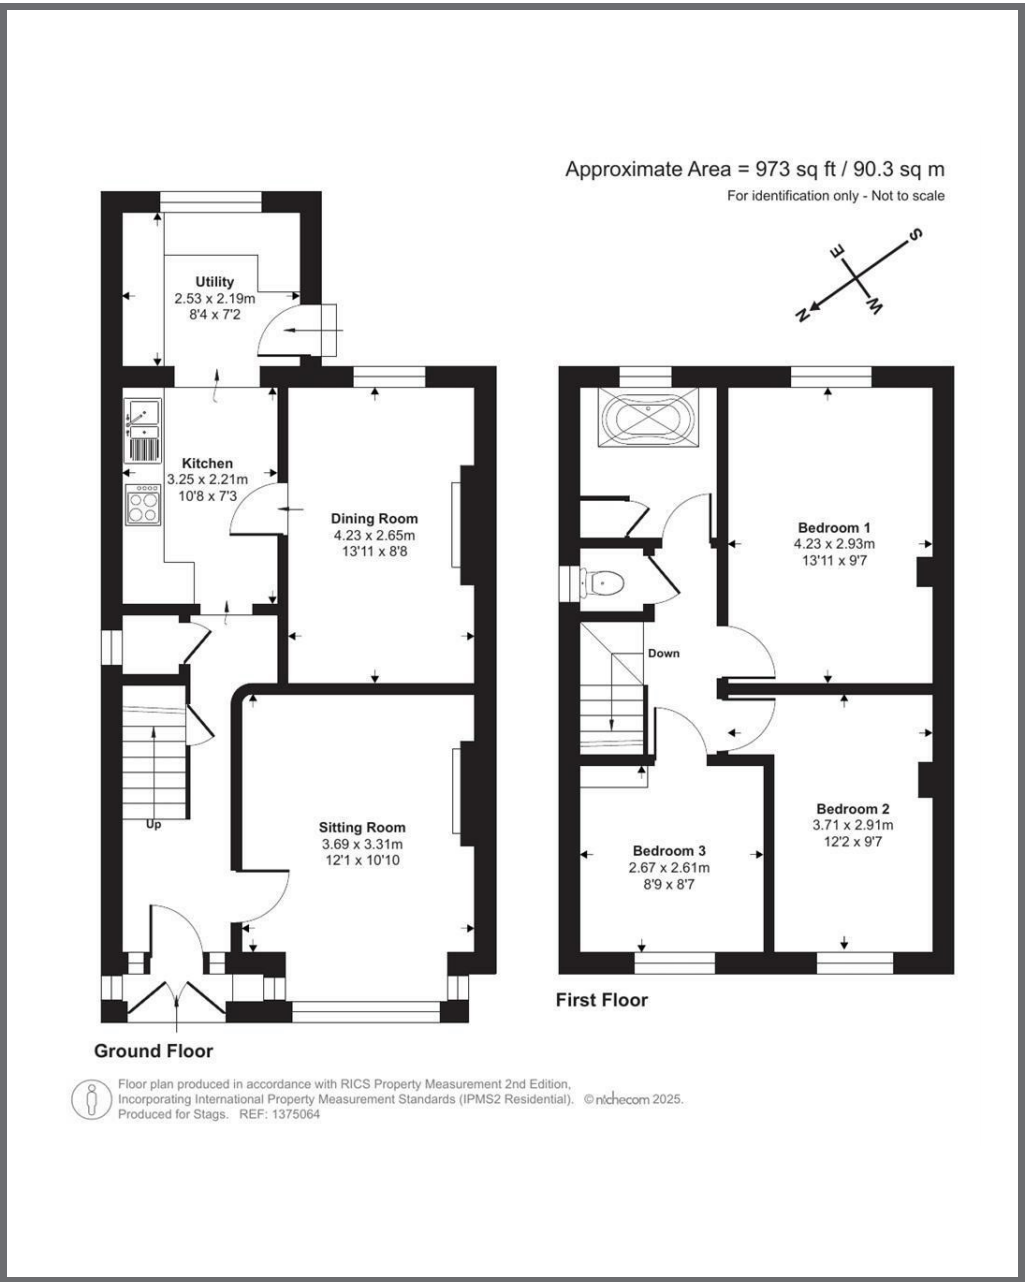 Approximate Area = 973 sq ft / 90.3 sq m
For identification only - Not to scale
S
E
W
N
Utility
2.53 x 2.19m
8'4 x 7'2
Kitchen
3.25 x 2.21m
10'8 x 7'3
Dining Room
4.23 x 2.65m
13'11 x 8'8
Up
Sitting Room
3.69 x 3.31m
12'1 x 10'10
Ground Floor
Bedroom 1
4.23 x 2.93m
13'11 x 9'7
Down
Bedroom 2
3.71 x 2.91m
12'2 x 9'7
Bedroom 3
2.67 x 2.61m
8'9 x 8'7
First Floor
Floor plan produced in accordance with RICS Property Measurement 2nd Edition,
Incorporating International Property Measurement Standards (IPMS2 Residential). © nichecom 2025.
Produced for Stags. REF: 1375064